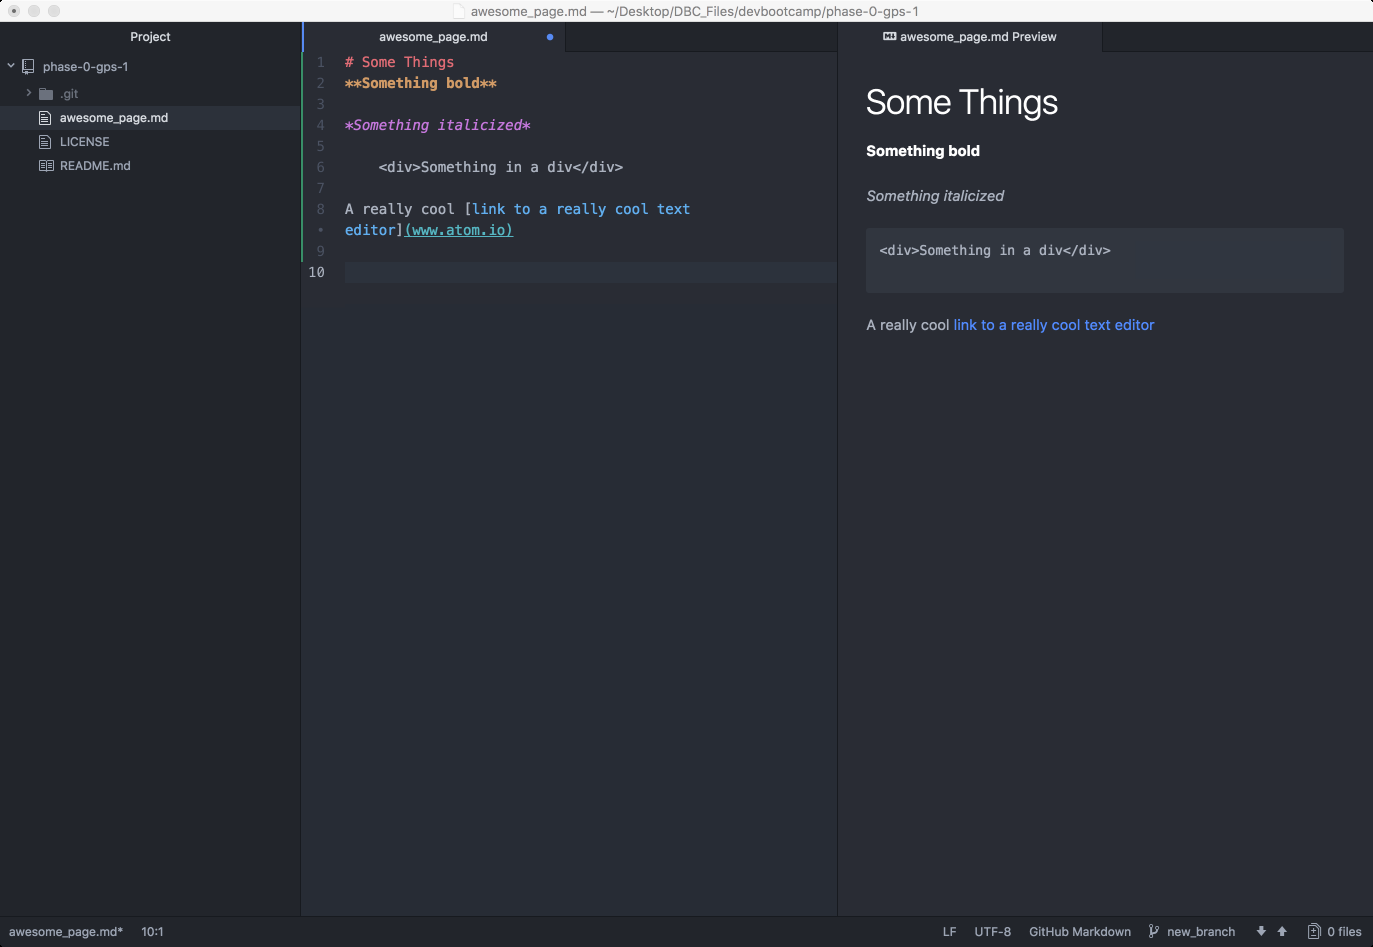 awesome_page.md — ~/Desktop/DBC_Files/devbootcamp/phase-0-gps-1
Project
phase-0-gps-1
.git
awesome_page.md
LICENSE
README.md
awesome_page.md
1 # Some Things
2 **Something bold**
3
4 *Something italicized*
5
6 <div>Something in a div</div>
7
8 A really cool [link to a really cool text
• editor](www.atom.io)
9
10
awesome_page.md Preview
Some Things
Something bold
Something italicized
<div>Something in a div</div>
A really cool link to a really cool text editor
awesome_page.md* 10:1
LF UTF-8 GitHub Markdown new_branch 0 files